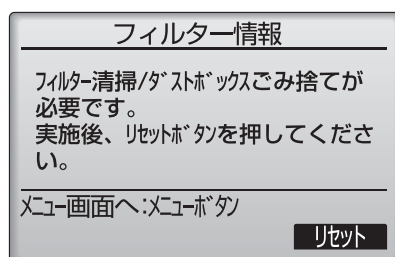 フィルター情報
ﾌｨﾙﾀｰ清掃/ﾀﾞｽﾄﾎﾞｯｸｽごみ捨てが
必要です。
実施後、ﾘｾｯﾄﾎﾞﾀﾝを押してくださ
い。
ﾒﾆｭｰ画面へ:ﾒﾆｭｰﾎﾞﾀﾝ
ﾘｾｯﾄ